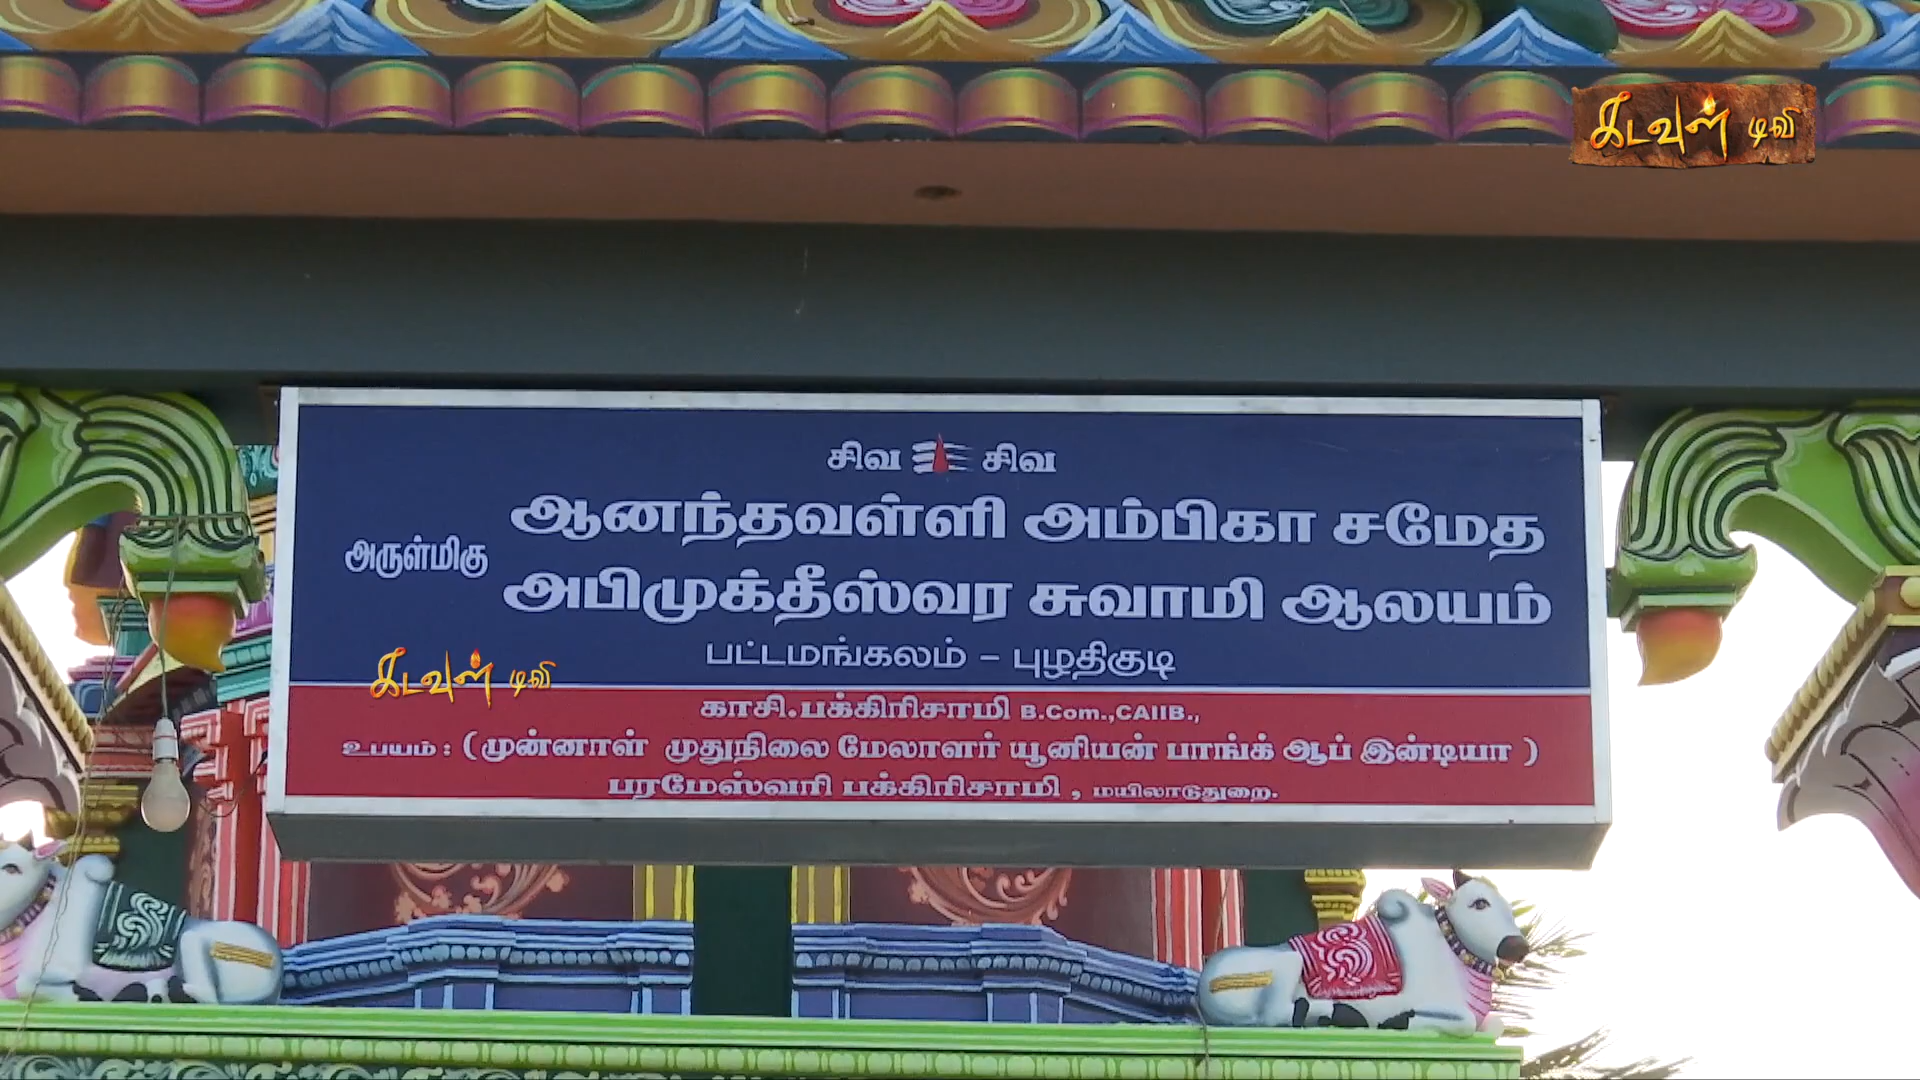 கடவுள் டிவி
சிவ சிவ
அருள்மிகு
ஆனந்தவள்ளி அம்பிகா சமேத
அபிமுக்தீஸ்வர சுவாமி ஆலயம்
பட்டமங்கலம் – புழதிகுடி
கடவுள் டிவி
காசி.பக்கிரிசாமி B.Com.,CAIIB.,
உபயம் : ( முன்னாள் முதுநிலை மேலாளர் யூனியன் பாங்க் ஆப் இன்டியா )
பரமேஸ்வரி பக்கிரிசாமி , மயிலாடுதுறை.